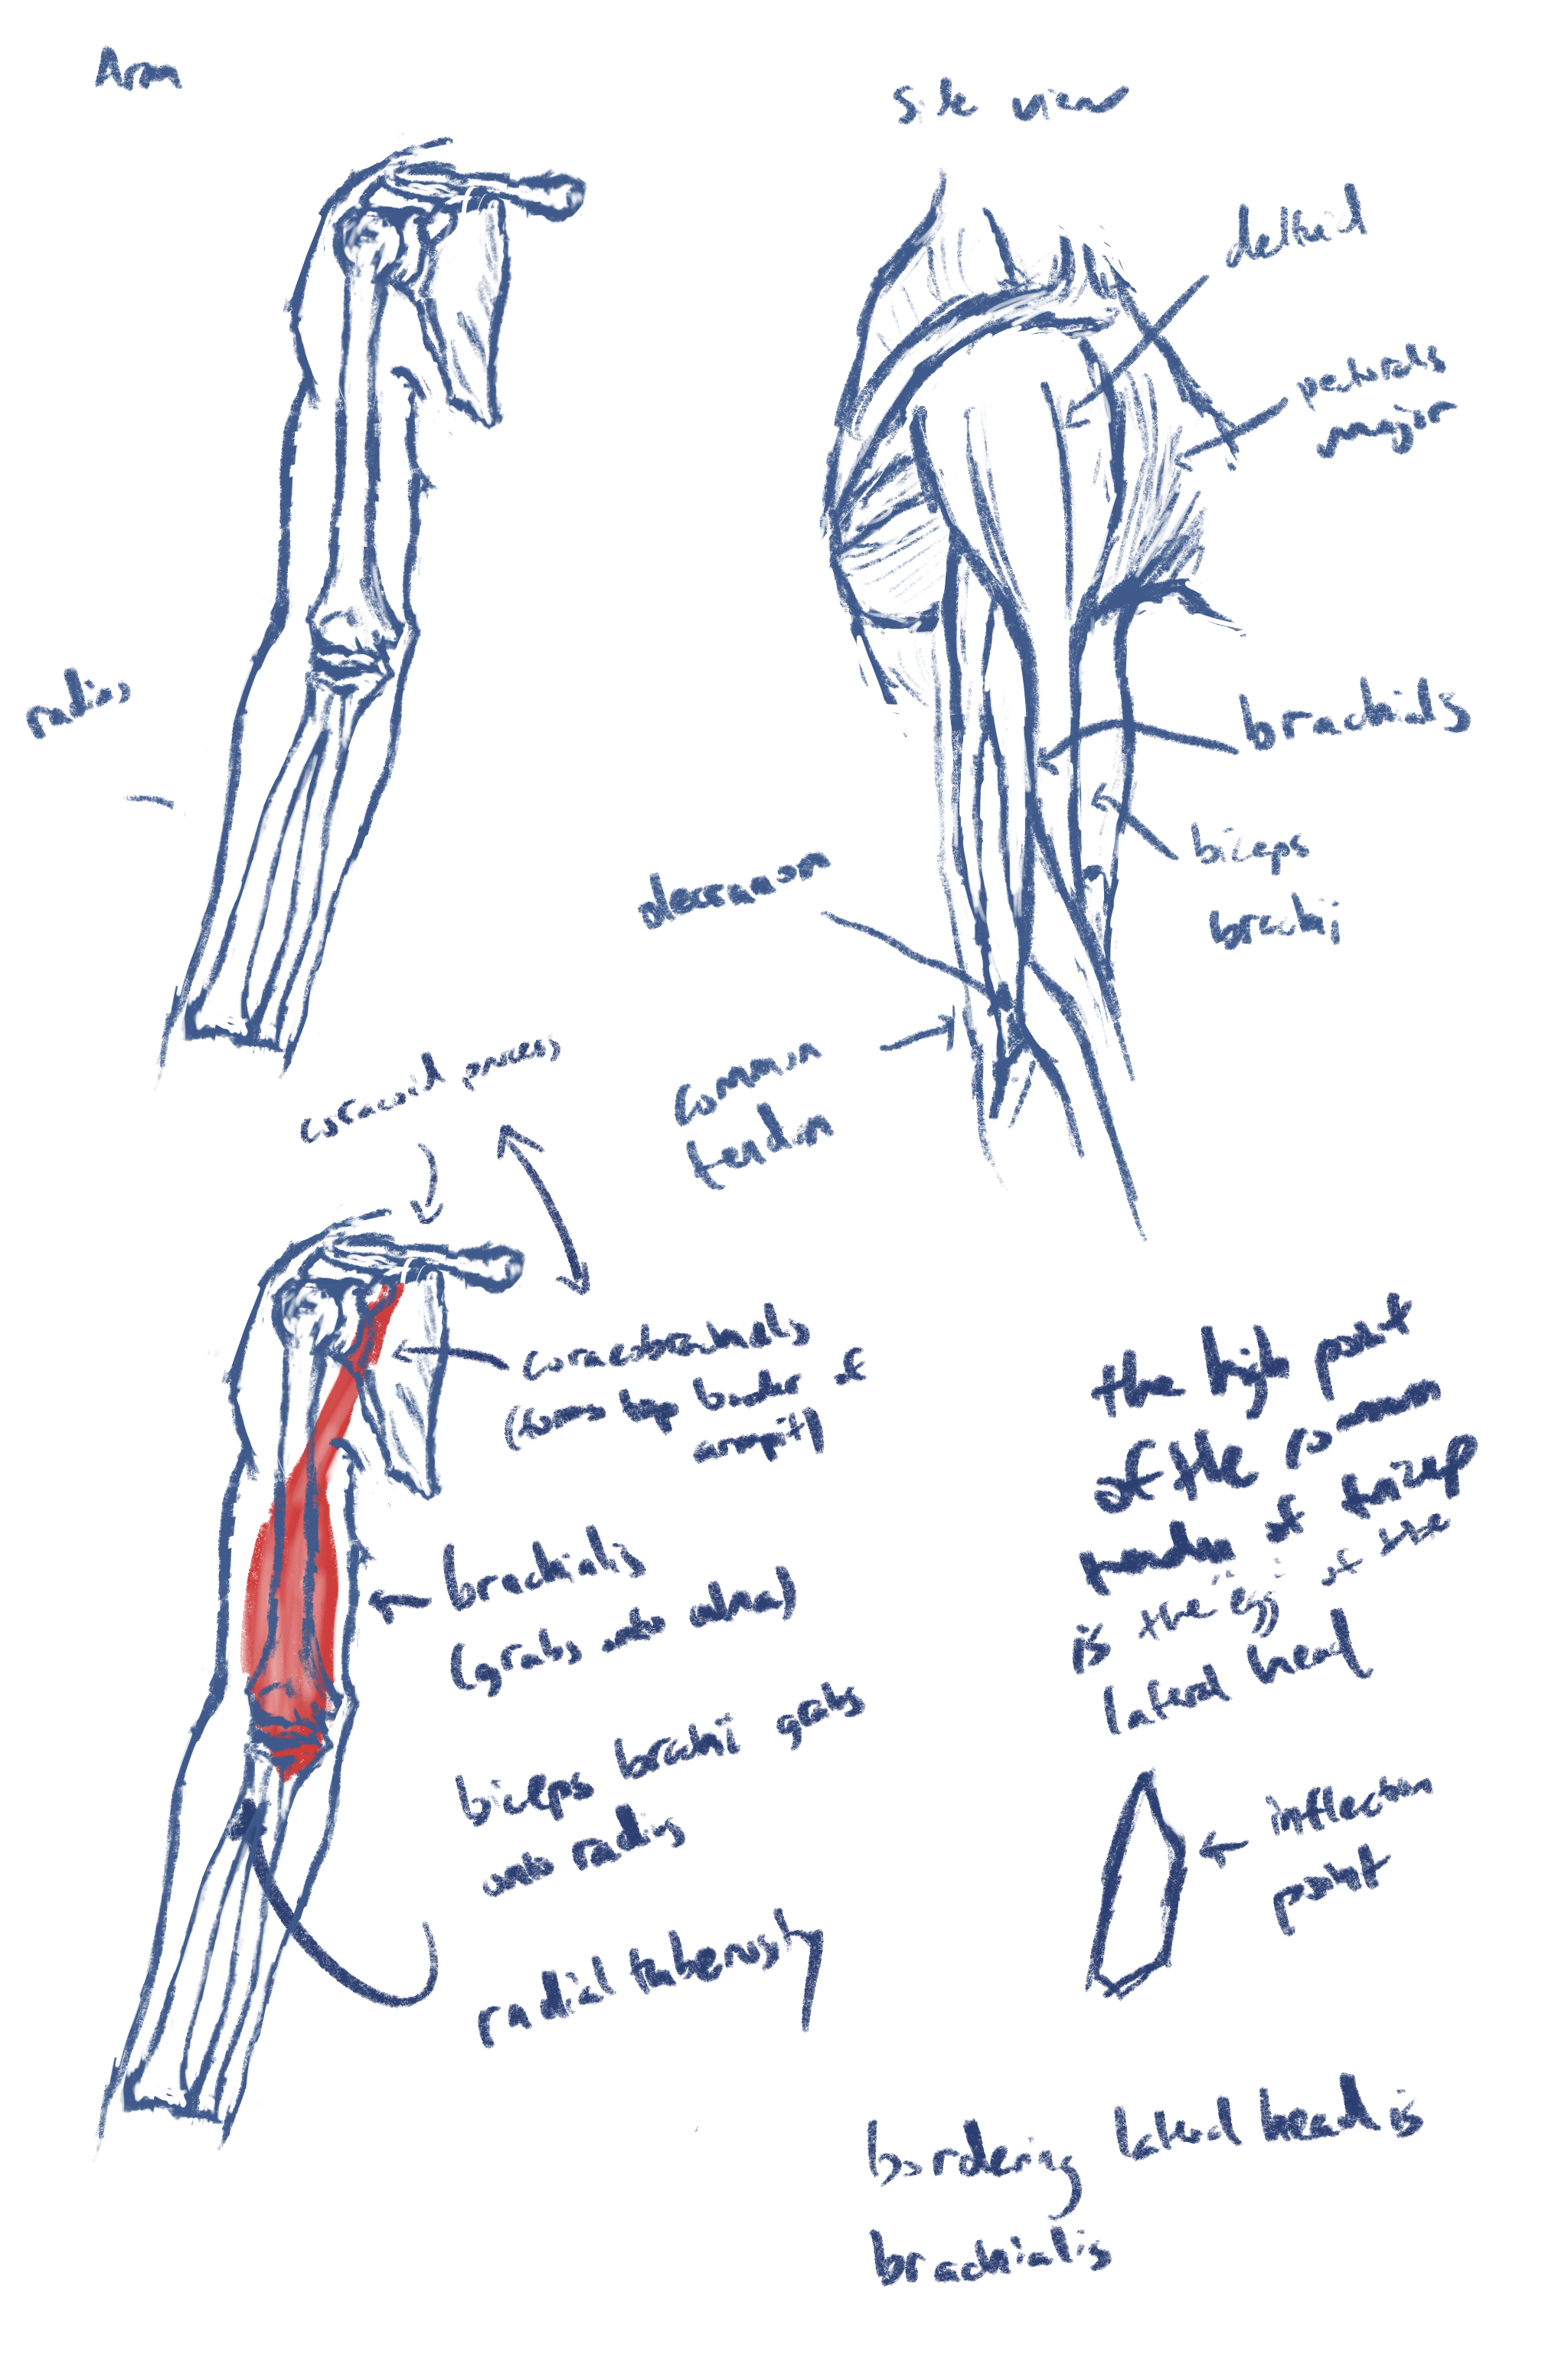 Arm
side view
deltoid
pectoralis
major
radius
brachialis
biceps
brachii
olecranon
common
tendon
coracoid process
coracobrachialis
(forms top border of
armpit)
brachialis
(grabs onto ulna)
biceps brachii grabs
onto radius
radial tuberosity
the high point
of the common
tendon of tricep
is the egg of the
lateral head
inflection
point
bordering lateral head is
brachialis